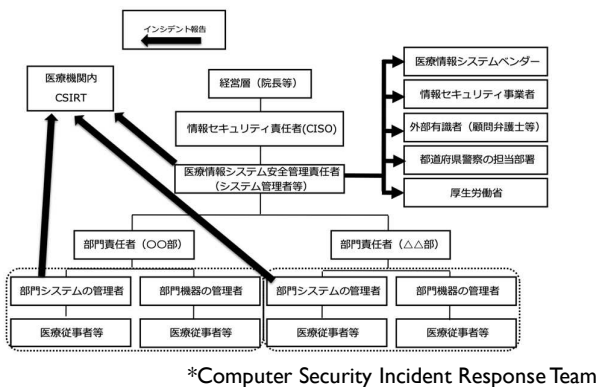 インシデント報告
医療機関内
CSIRT
経営層（院長等）
情報セキュリティ責任者(CISO)
医療情報システム安全管理責任者
（システム管理者等）
医療情報システムベンダー
情報セキュリティ事業者
外部有識者（顧問弁護士等）
都道府県警察の担当部署
厚生労働省
部門責任者（〇〇部）
部門責任者（△△部）
部門システムの管理者
部門機器の管理者
部門システムの管理者
部門機器の管理者
医療従事者等
医療従事者等
医療従事者等
医療従事者等
*Computer Security Incident Response Team